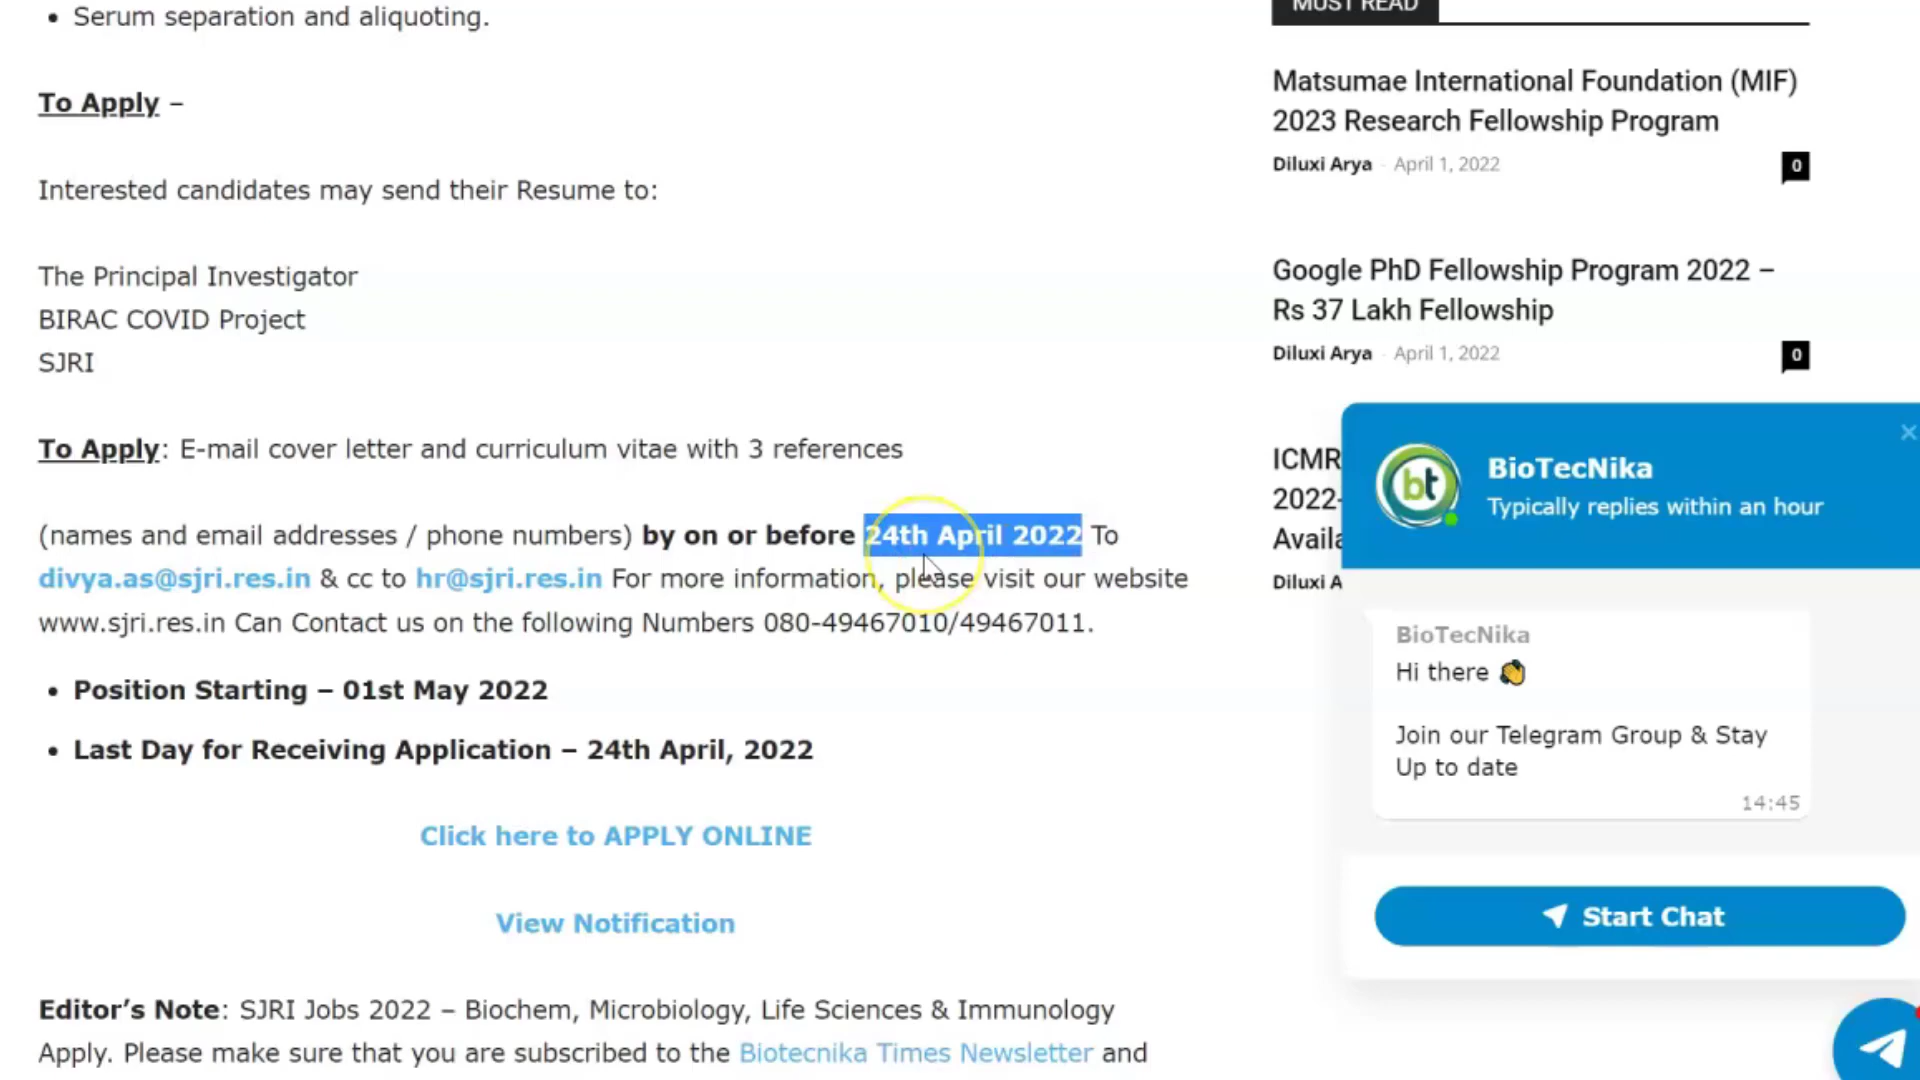 • Serum separation and aliquoting.
To Apply –
Interested candidates may send their Resume to:
The Principal Investigator
BIRAC COVID Project
SJRI
To Apply: E-mail cover letter and curriculum vitae with 3 references
(names and email addresses / phone numbers) by on or before 24th April 2022 To
divya.as@sjri.res.in & cc to hr@sjri.res.in For more information, please visit our website
www.sjri.res.in Can Contact us on the following Numbers 080-49467010/49467011.
• Position Starting – 01st May 2022
• Last Day for Receiving Application – 24th April, 2022
Click here to APPLY ONLINE
View Notification
Editor’s Note: SJRI Jobs 2022 – Biochem, Microbiology, Life Sciences & Immunology
Apply. Please make sure that you are subscribed to the Biotecnika Times Newsletter and
MUST READ
Matsumae International Foundation (MIF)
2023 Research Fellowship Program
Diluxi Arya - April 1, 2022
0
Google PhD Fellowship Program 2022 –
Rs 37 Lakh Fellowship
Diluxi Arya - April 1, 2022
0
ICMR
2022-
Availa
Diluxi A
bt
BioTecNika
Typically replies within an hour
BioTecNika
Hi there 👋
Join our Telegram Group & Stay
Up to date
14:45
Start Chat